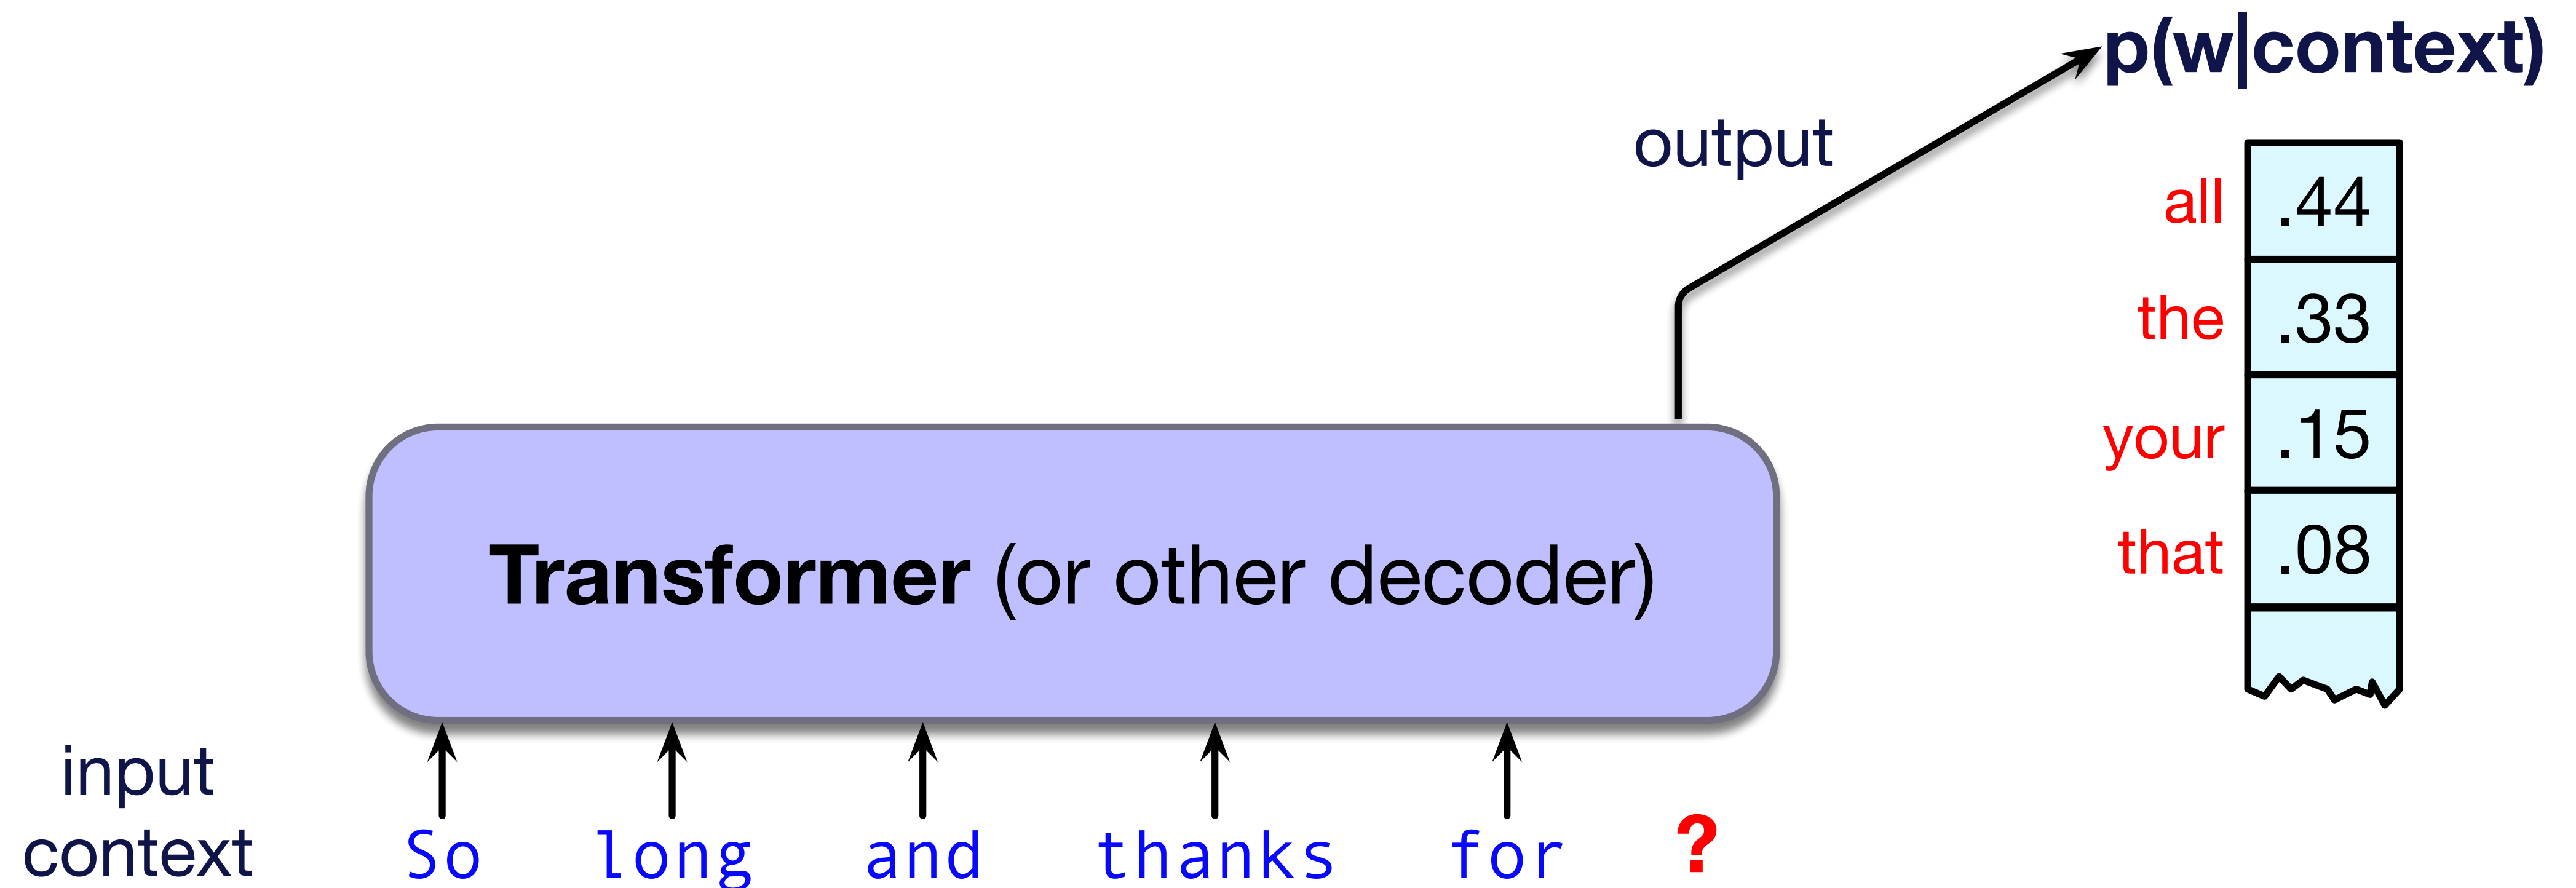 p(w|context)
output
all .44
the .33
your .15
that .08
Transformer (or other decoder)
input
context
So long and thanks for ?